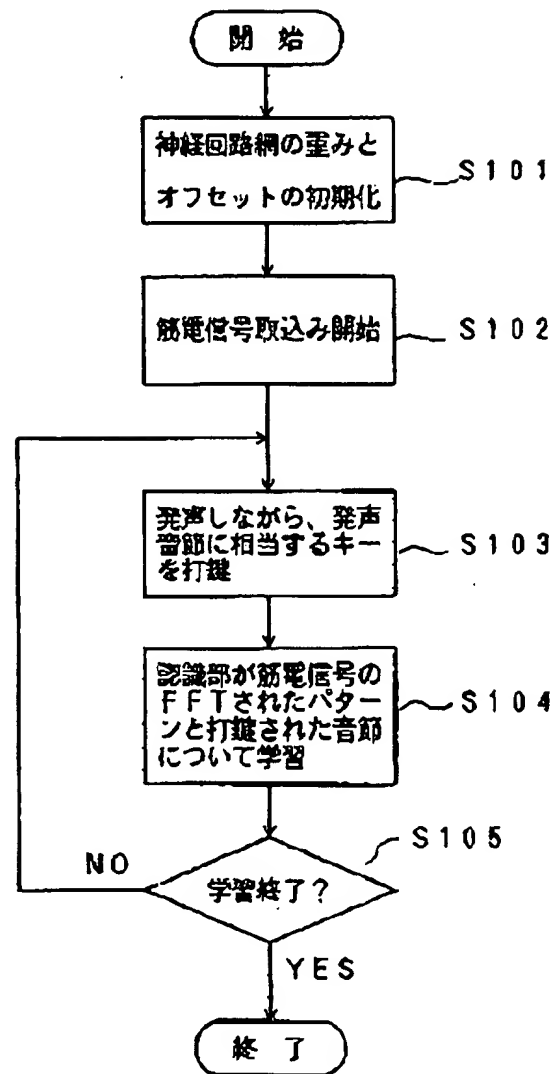 開 始
神経回路網の重みと
オフセットの初期化
S101
筋電信号取込み開始
S102
発声しながら、発声
音節に相当するキー
を打鍵
S103
認識部が筋電信号の
FFTされたパター
ンと打鍵された音節
について学習
S104
S105
NO
学習終了?
YES
終 了